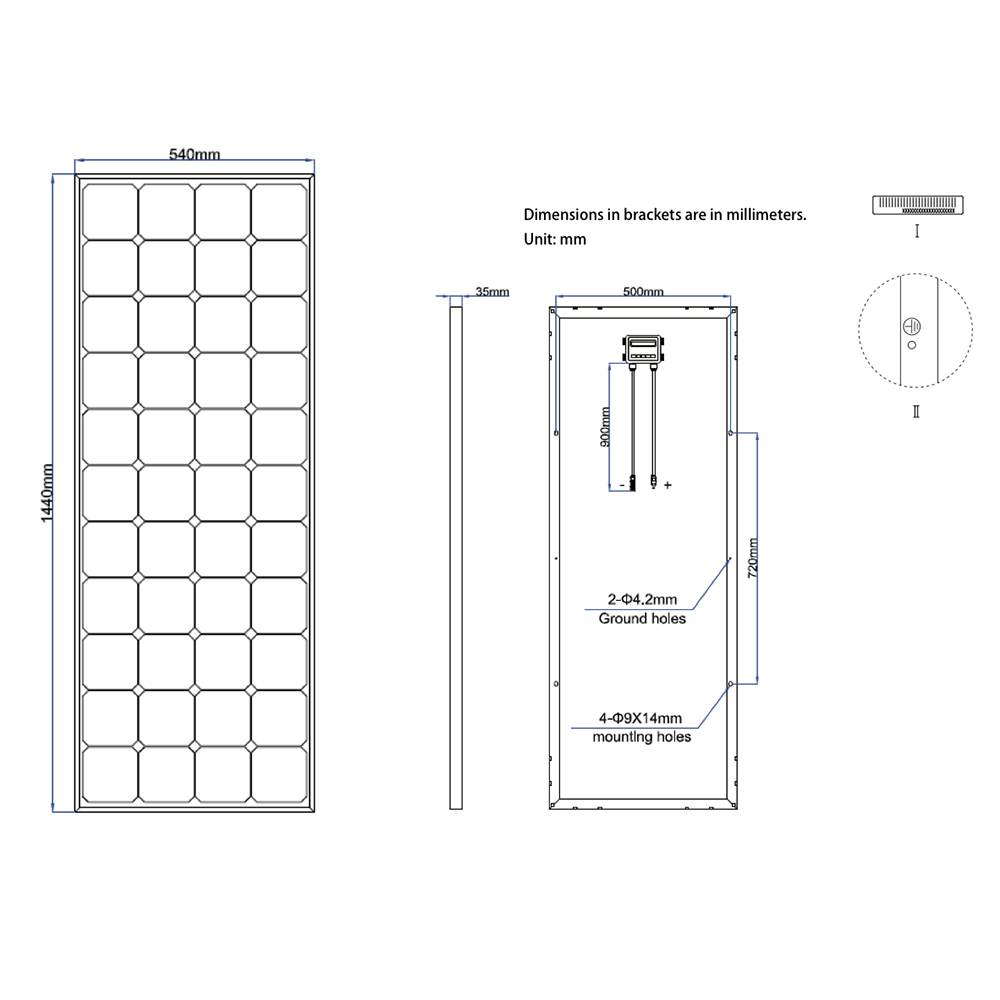 540mm
1440mm
35mm
Dimensions in brackets are in millimeters.
Unit: mm
500mm
900mm
- +
720mm
2-Φ4.2mm
Ground holes
4-Φ9X14mm
mounting holes
I
II